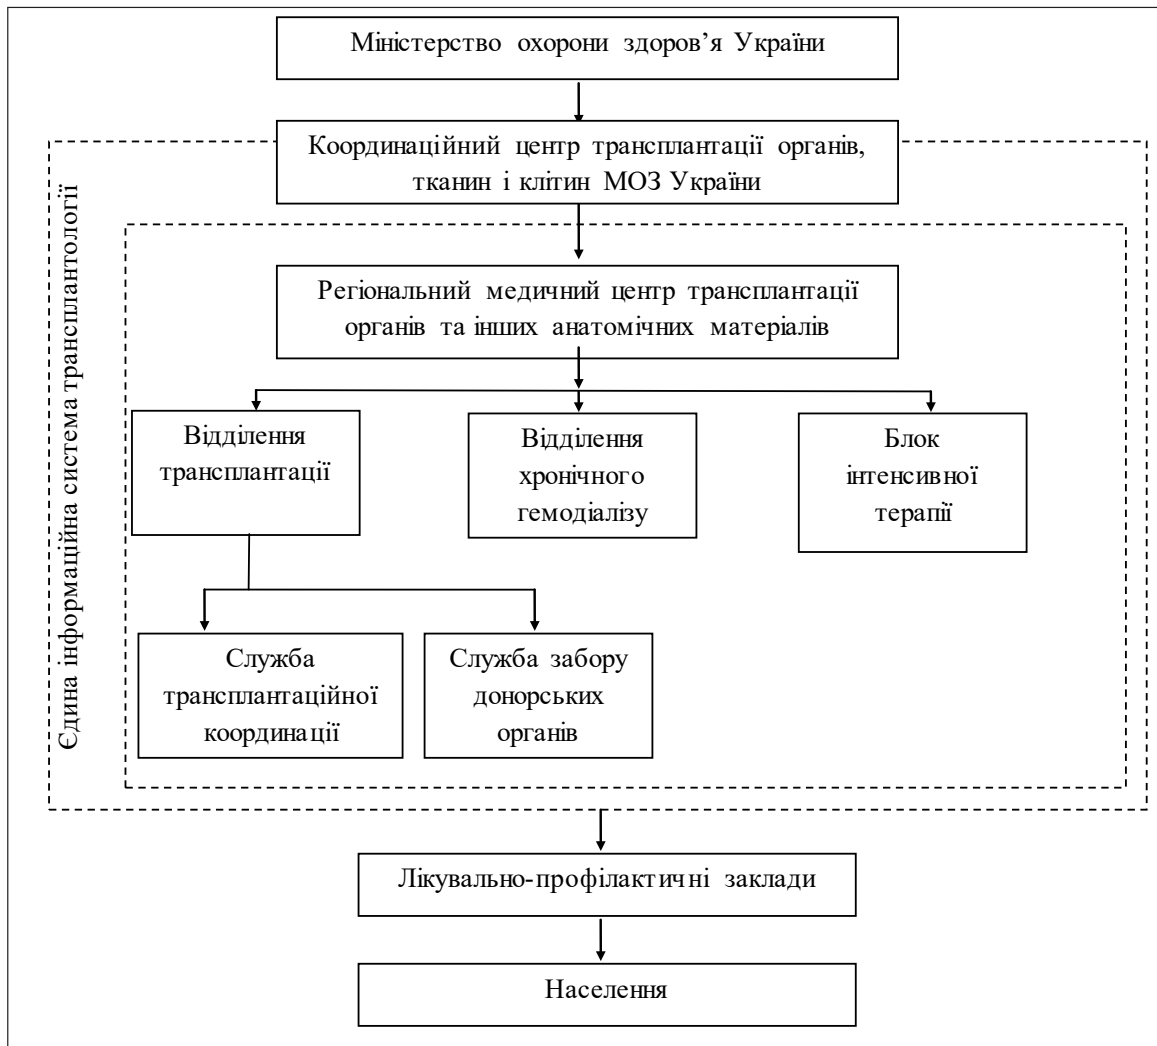 Міністерство охорони здоров’я України
Координаційний центр трансплантації органів,
тканин і клітин МОЗ України
Єдина інформаційна система трансплантології
Регіональний медичний центр трансплантації
органів та інших анатомічних матеріалів
Відділення
трансплантації
Відділення
хронічного
гемодіалізу
Блок
інтенсивної
терапії
Служба
трансплантаційної
координації
Служба забору
донорських
органів
Лікувально-профілактичні заклади
Населення